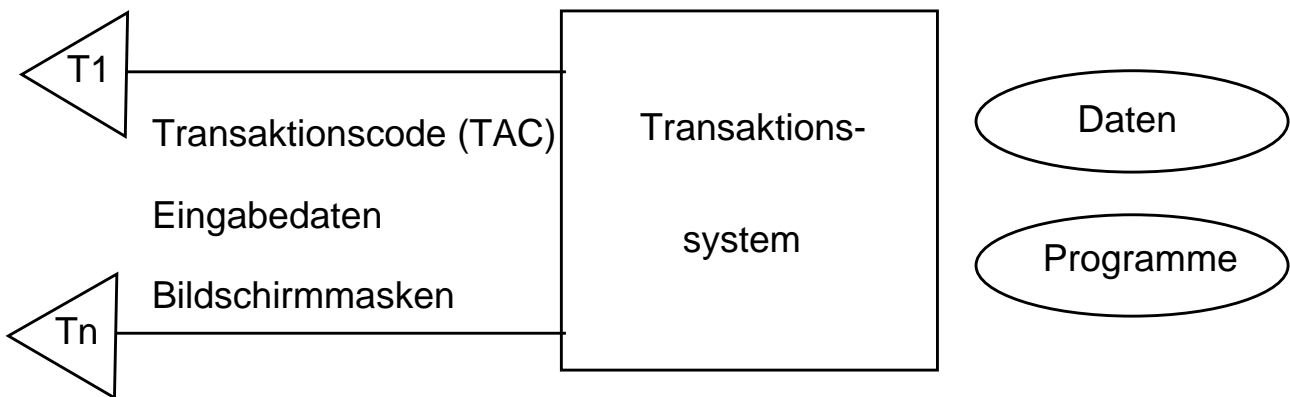 T1
Transaktionscode (TAC)
Eingabedaten
Bildschirmmasken
Tn
Transaktions-
system
Daten
Programme